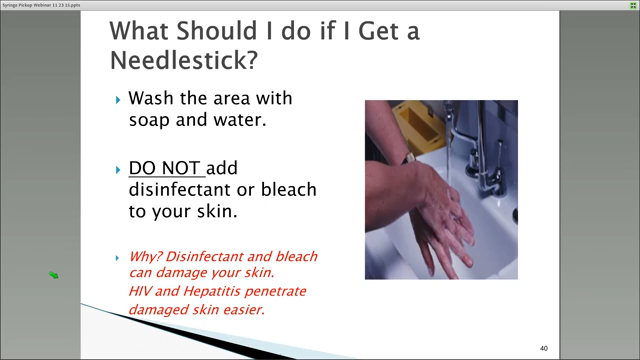 Syringe Pickup Webinar 11 23 15.pptx
What Should I do if I Get a
Needlestick?
Wash the area with
soap and water.
DO NOT add
disinfectant or bleach
to your skin.
Why? Disinfectant and bleach
can damage your skin.
HIV and Hepatitis penetrate
damaged skin easier.
40